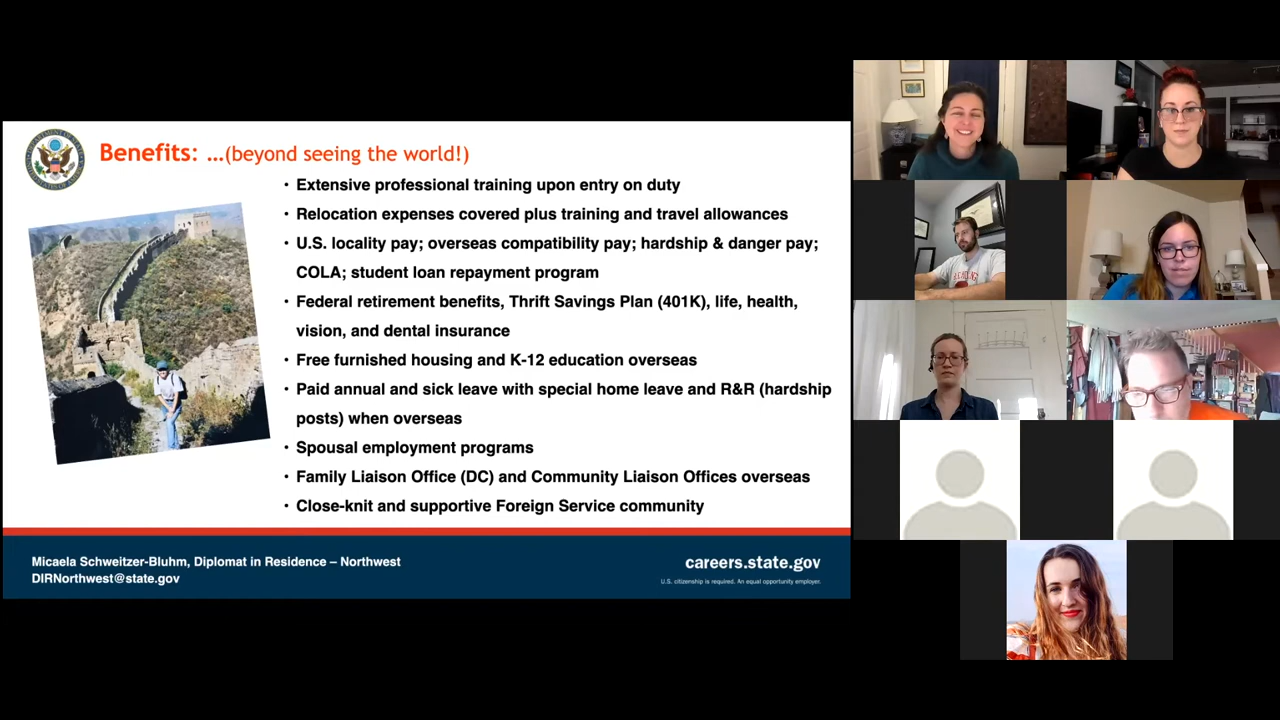 Benefits: ...(beyond seeing the world!)
• Extensive professional training upon entry on duty
• Relocation expenses covered plus training and travel allowances
• U.S. locality pay; overseas compatibility pay; hardship & danger pay;
COLA; student loan repayment program
• Federal retirement benefits, Thrift Savings Plan (401K), life, health,
vision, and dental insurance
• Free furnished housing and K-12 education overseas
• Paid annual and sick leave with special home leave and R&R (hardship
posts) when overseas
• Spousal employment programs
• Family Liaison Office (DC) and Community Liaison Offices overseas
• Close-knit and supportive Foreign Service community
Micaela Schweitzer-Bluhm, Diplomat in Residence – Northwest
DIRNorthwest@state.gov
careers.state.gov
U.S. citizenship is required. An equal opportunity employer.